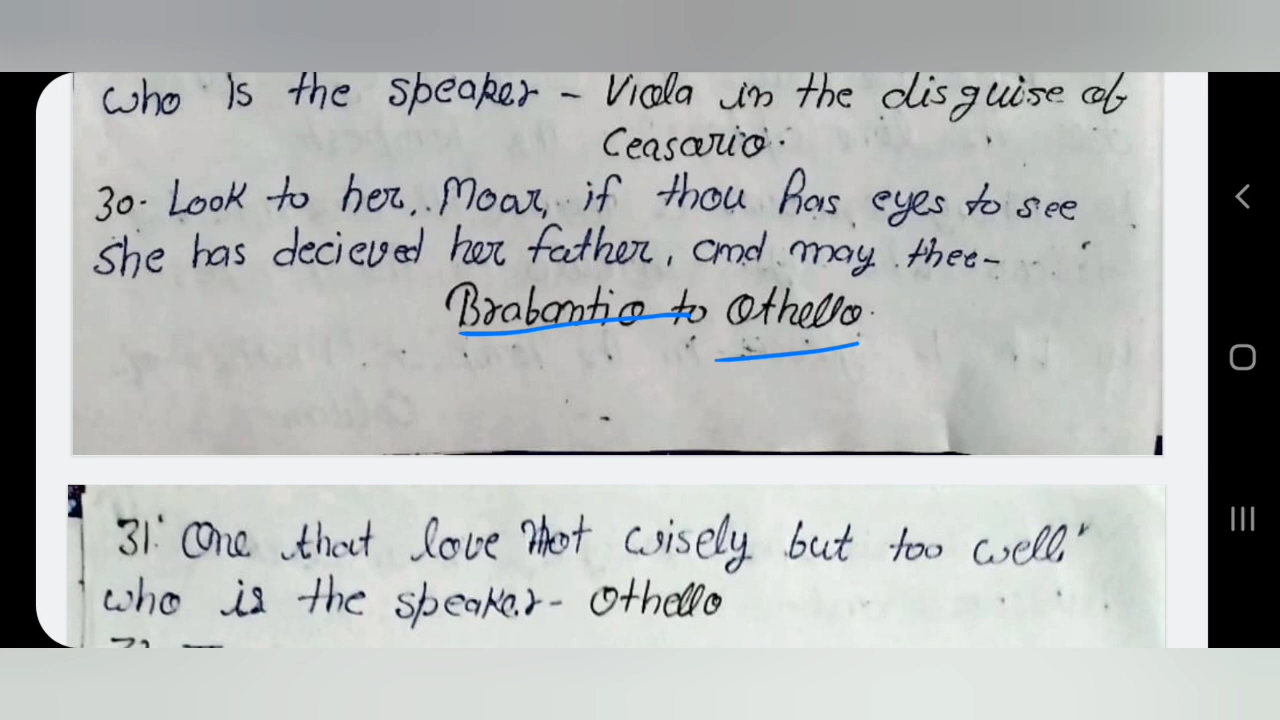 who is the speaker - Viola in the disguise of
Ceasario.
30. Look to her, Moar, if thou has eyes to see
She has decieved her father, and may thee-
Brabantio to Othello.
31. One that love not wisely but too well"
who is the speaker- Othello